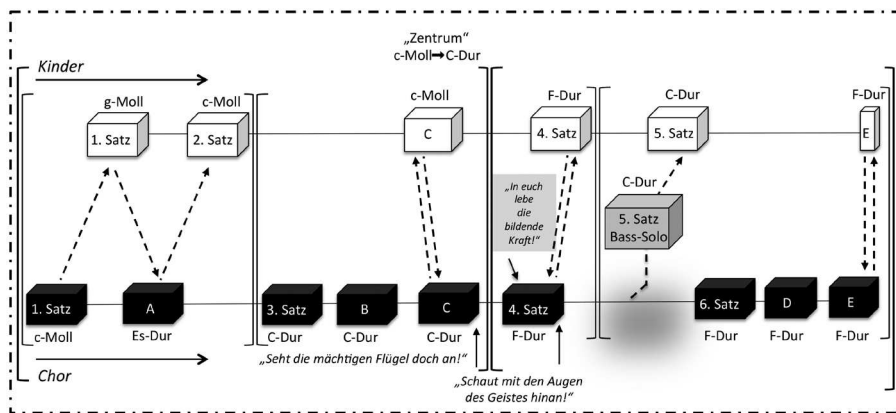 „Zentrum“
c-Moll➡C-Dur
Kinder
g-Moll
c-Moll
c-Moll
F-Dur
C-Dur
F-Dur
1. Satz
2. Satz
C
4. Satz
5. Satz
E
„In euch
lebe
die
bildende
Kraft!“
C-Dur
5. Satz
Bass-Solo
1. Satz
A
3. Satz
B
C
4. Satz
6. Satz
D
E
c-Moll
Es-Dur
C-Dur
C-Dur
C-Dur
F-Dur
F-Dur
F-Dur
F-Dur
„Seht die mächtigen Flügel doch an!“
Chor
„Schaut mit den Augen
des Geistes hinan!“